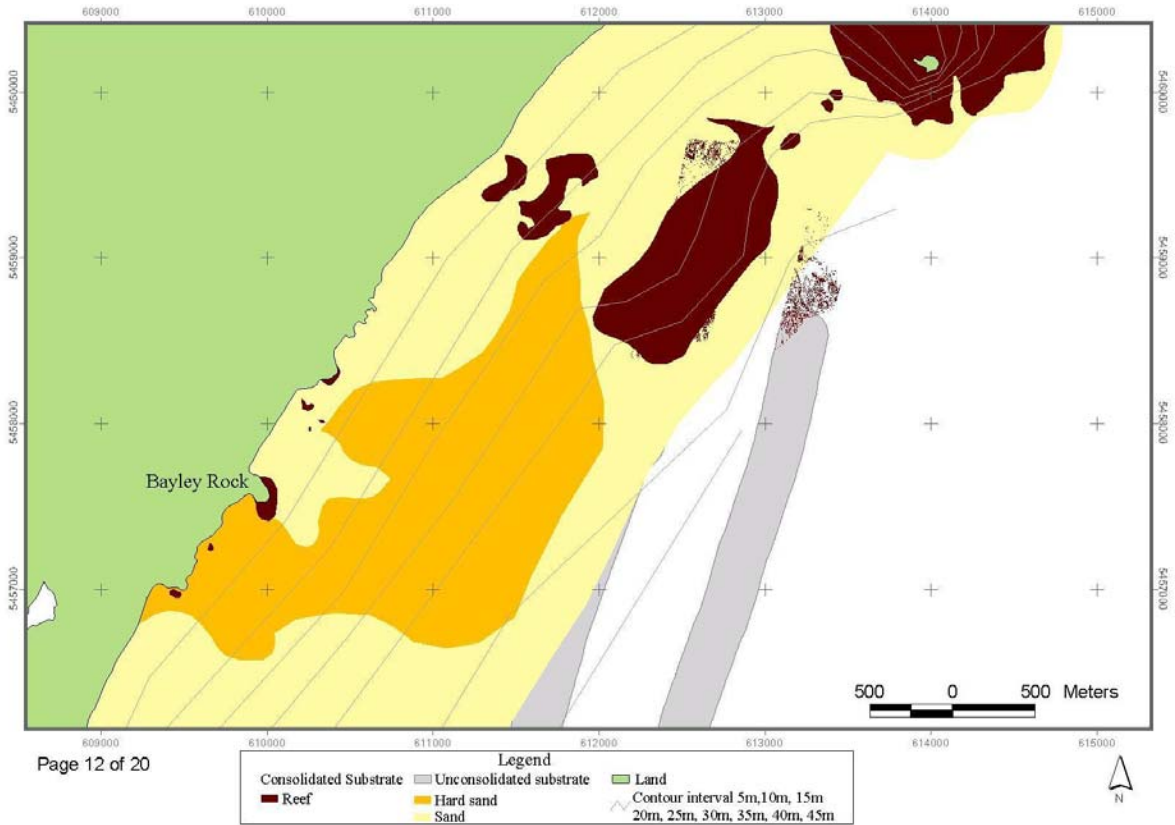 609000 610000 611000 612000 613000 614000 615000
5460000 5460000
5459000 5459000
5458000 5458000
Bayley Rock
5457000 5457000
500 0 500 Meters
609000 610000 611000 612000 613000 614000 615000
Page 12 of 20
Legend
Consolidated Substrate Unconsolidated substrate Land
Reef Hard sand Contour interval 5m,10m, 15m
Sand 20m, 25m, 30m, 35m, 40m, 45m
N